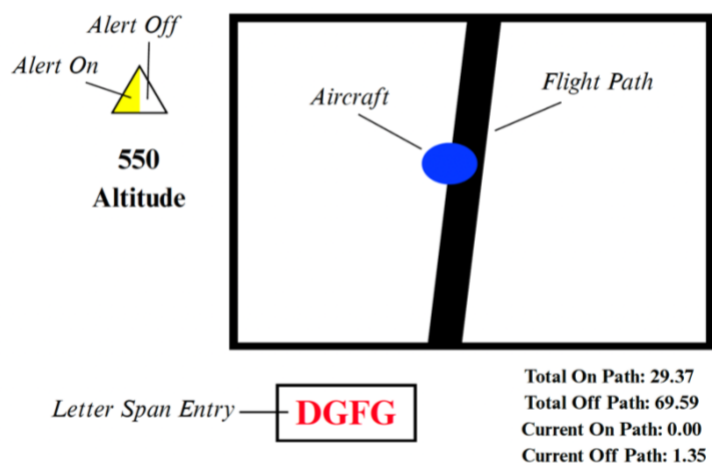 Alert Off
Alert On
Aircraft
Flight Path
550
Altitude
Letter Span Entry
DGFG
Total On Path: 29.37
Total Off Path: 69.59
Current On Path: 0.00
Current Off Path: 1.35